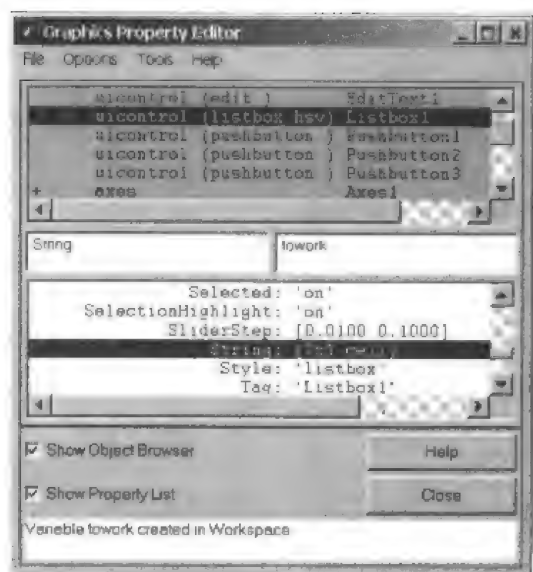 Graphics Property Editor
File Options Tools Help
uicontrol (edit ) EditText1
uicontrol (listbox hsv) Listbox1
uicontrol (pushbutton ) Pushbutton1
uicontrol (pushbutton ) Pushbutton2
uicontrol (pushbutton ) Pushbutton3
+ axes Axes1
String
towork
Selected: 'on'
SelectionHighlight: 'on'
SliderStep: [0.0100 0.1000]
String:
Style: 'listbox'
Tag: 'Listbox1'
Show Object Browser
Help
Show Property List
Close
Variable towork created in Workspace